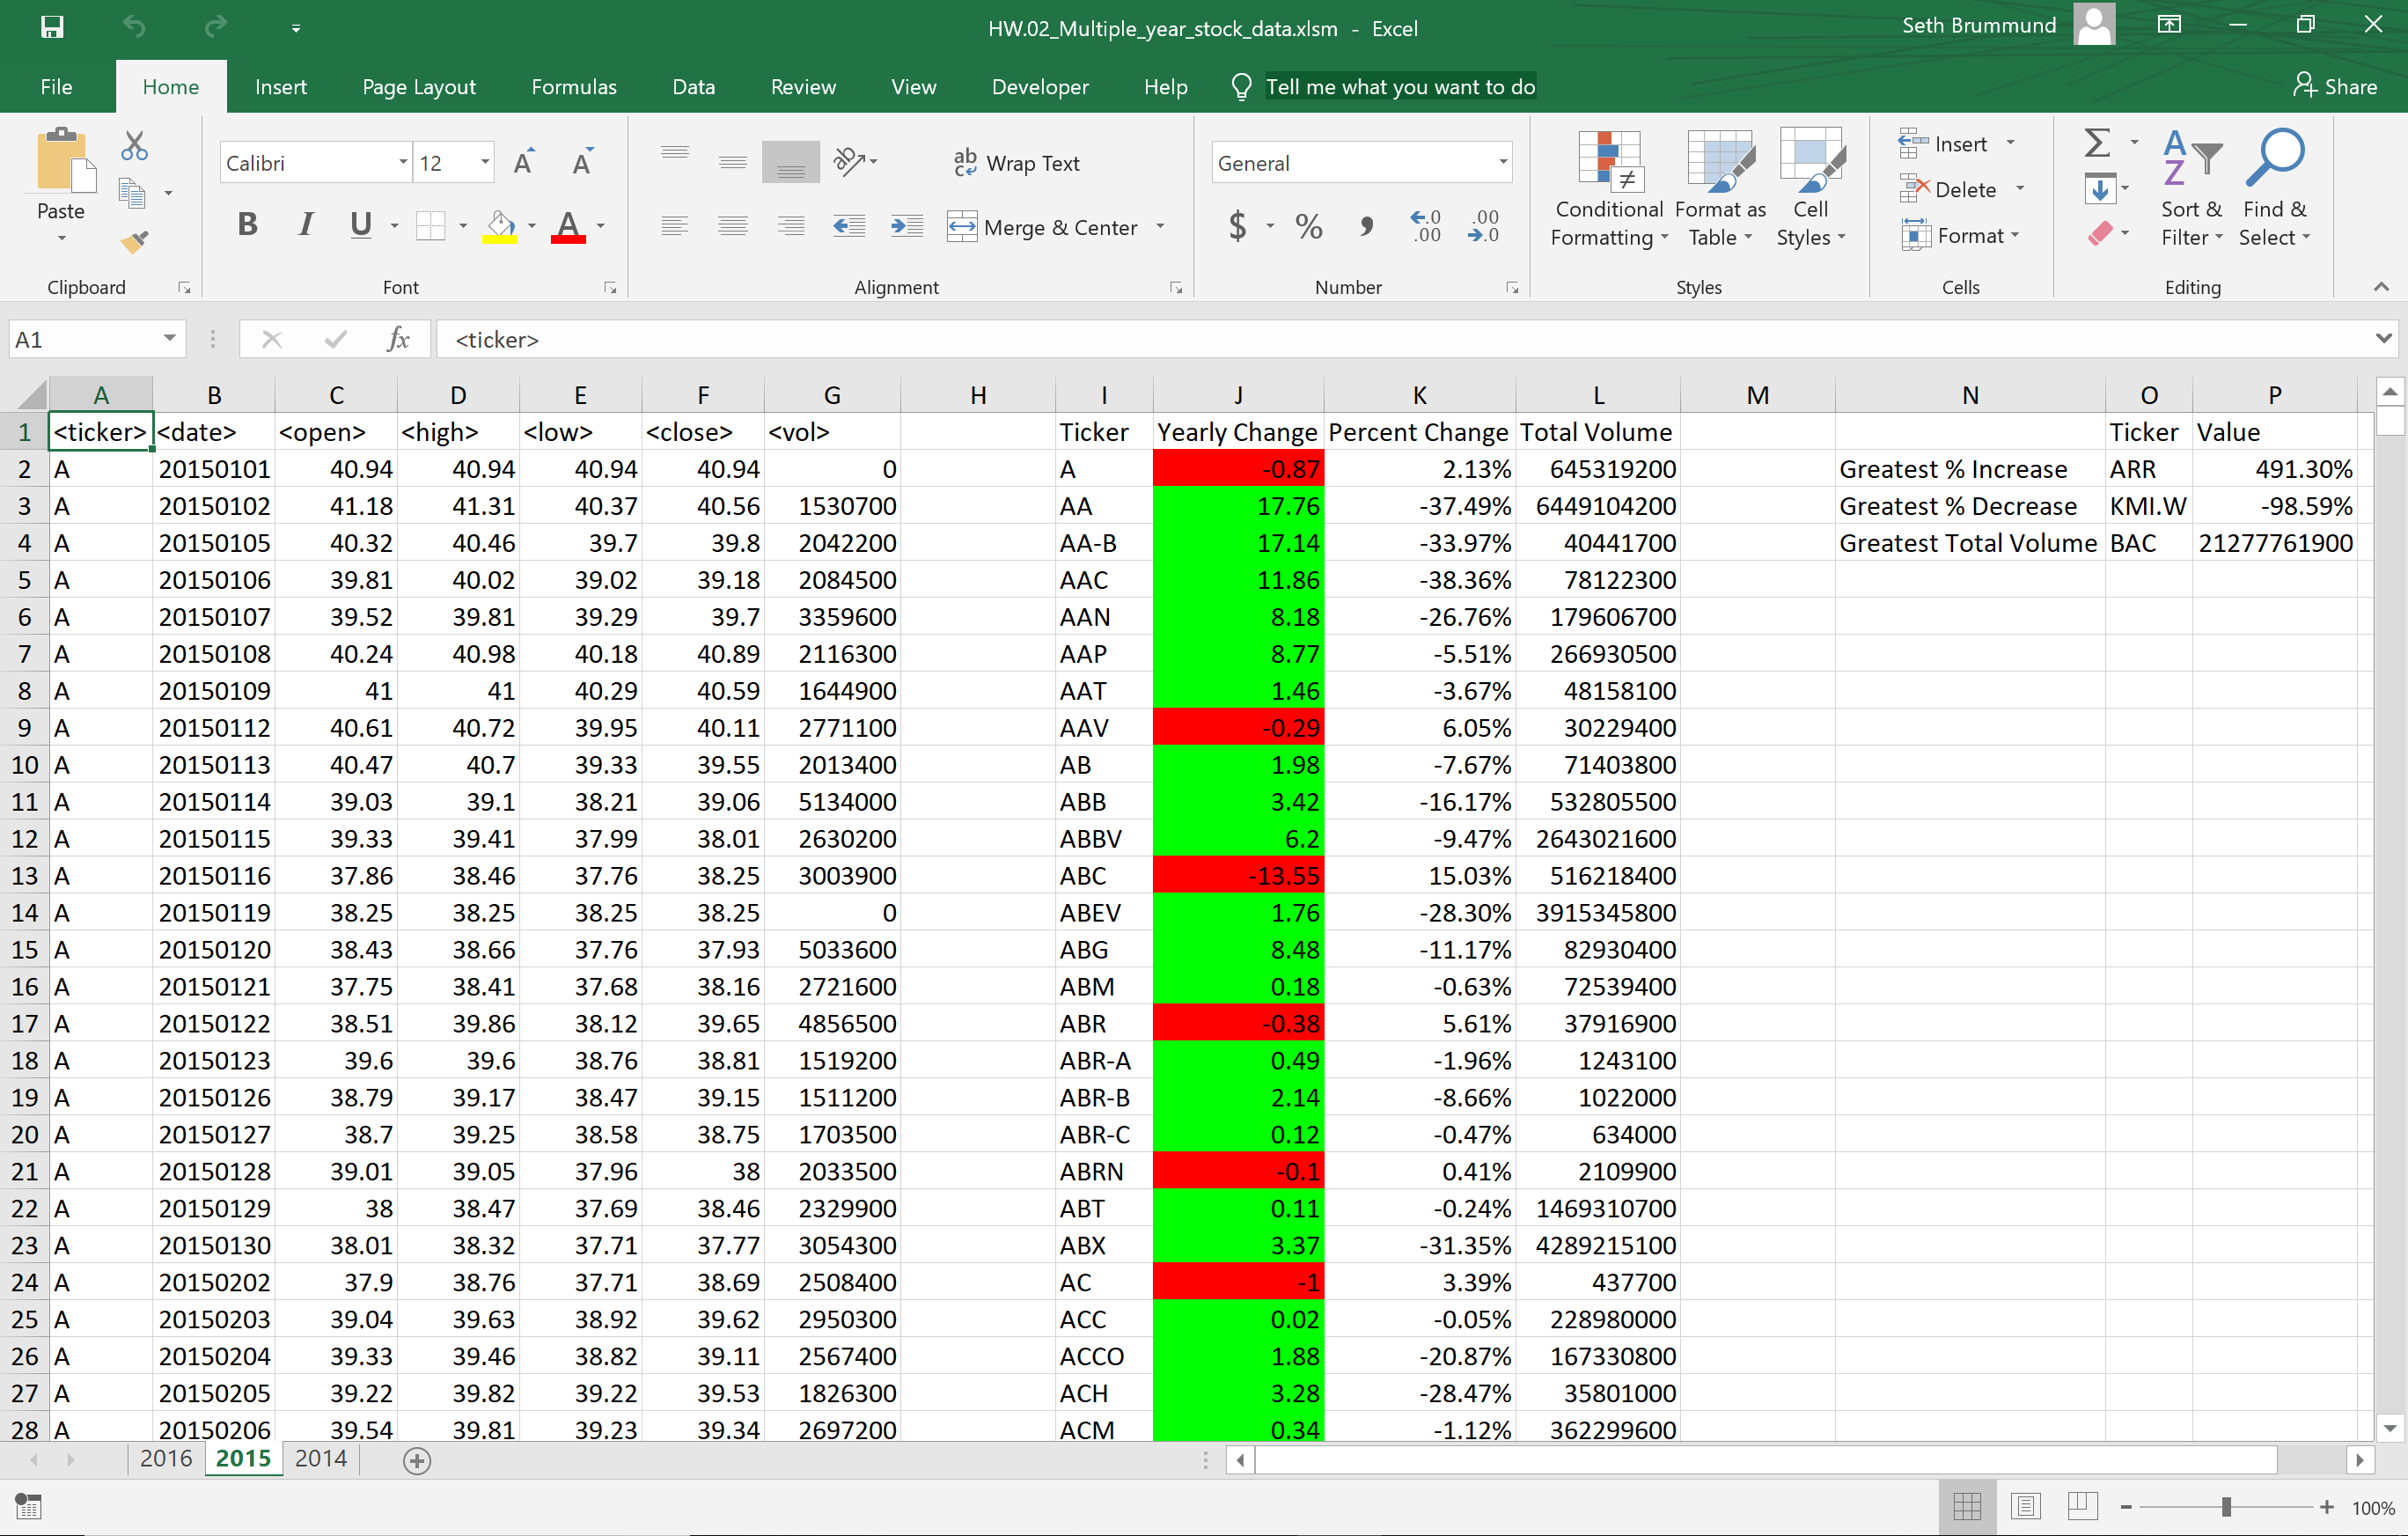 HW.02_Multiple_year_stock_data.xlsm - Excel
Seth Brummund
File Home Insert Page Layout Formulas Data Review View Developer Help Tell me what you want to do Share
Paste
Clipboard
Calibri 12
B I U
Font
Wrap Text
Merge & Center
Alignment
General
$ % , .0 .00 .00 .0
Number
Conditional Formatting
Format as Table
Cell Styles
Styles
Insert
Delete
Format
Cells
Sort & Filter
Find & Select
Editing
A1 fx <ticker>
A B C D E F G H I J K L M N O P
1 <ticker> <date> <open> <high> <low> <close> <vol> Ticker Yearly Change Percent Change Total Volume Ticker Value
2 A 20150101 40.94 40.94 40.94 40.94 0 A -0.87 2.13% 645319200 Greatest % Increase ARR 491.30%
3 A 20150102 41.18 41.31 40.37 40.56 1530700 AA 17.76 -37.49% 6449104200 Greatest % Decrease KMI.W -98.59%
4 A 20150105 40.32 40.46 39.7 39.8 2042200 AA-B 17.14 -33.97% 40441700 Greatest Total Volume BAC 21277761900
5 A 20150106 39.81 40.02 39.02 39.18 2084500 AAC 11.86 -38.36% 78122300
6 A 20150107 39.52 39.81 39.29 39.7 3359600 AAN 8.18 -26.76% 179606700
7 A 20150108 40.24 40.98 40.18 40.89 2116300 AAP 8.77 -5.51% 266930500
8 A 20150109 41 41 40.29 40.59 1644900 AAT 1.46 -3.67% 48158100
9 A 20150112 40.61 40.72 39.95 40.11 2771100 AAV -0.29 6.05% 30229400
10 A 20150113 40.47 40.7 39.33 39.55 2013400 AB 1.98 -7.67% 71403800
11 A 20150114 39.03 39.1 38.21 39.06 5134000 ABB 3.42 -16.17% 532805500
12 A 20150115 39.33 39.41 37.99 38.01 2630200 ABBV 6.2 -9.47% 2643021600
13 A 20150116 37.86 38.46 37.76 38.25 3003900 ABC -13.55 15.03% 516218400
14 A 20150119 38.25 38.25 38.25 38.25 0 ABEV 1.76 -28.30% 3915345800
15 A 20150120 38.43 38.66 37.76 37.93 5033600 ABG 8.48 -11.17% 82930400
16 A 20150121 37.75 38.41 37.68 38.16 2721600 ABM 0.18 -0.63% 72539400
17 A 20150122 38.51 39.86 38.12 39.65 4856500 ABR -0.38 5.61% 37916900
18 A 20150123 39.6 39.6 38.76 38.81 1519200 ABR-A 0.49 -1.96% 1243100
19 A 20150126 38.79 39.17 38.47 39.15 1511200 ABR-B 2.14 -8.66% 1022000
20 A 20150127 38.7 39.25 38.58 38.75 1703500 ABR-C 0.12 -0.47% 634000
21 A 20150128 39.01 39.05 37.96 38 2033500 ABRN -0.1 0.41% 2109900
22 A 20150129 38 38.47 37.69 38.46 2329900 ABT 0.11 -0.24% 1469310700
23 A 20150130 38.01 38.32 37.71 37.77 3054300 ABX 3.37 -31.35% 4289215100
24 A 20150202 37.9 38.76 37.71 38.69 2508400 AC -1 3.39% 437700
25 A 20150203 39.04 39.63 38.92 39.62 2950300 ACC 0.02 -0.05% 228980000
26 A 20150204 39.33 39.46 38.82 39.11 2567400 ACCO 1.88 -20.87% 167330800
27 A 20150205 39.22 39.82 39.22 39.53 1826300 ACH 3.28 -28.47% 35801000
28 A 20150206 39.54 39.81 39.23 39.34 2697200 ACM 0.34 -1.12% 362299600
2016 2015 2014
100%